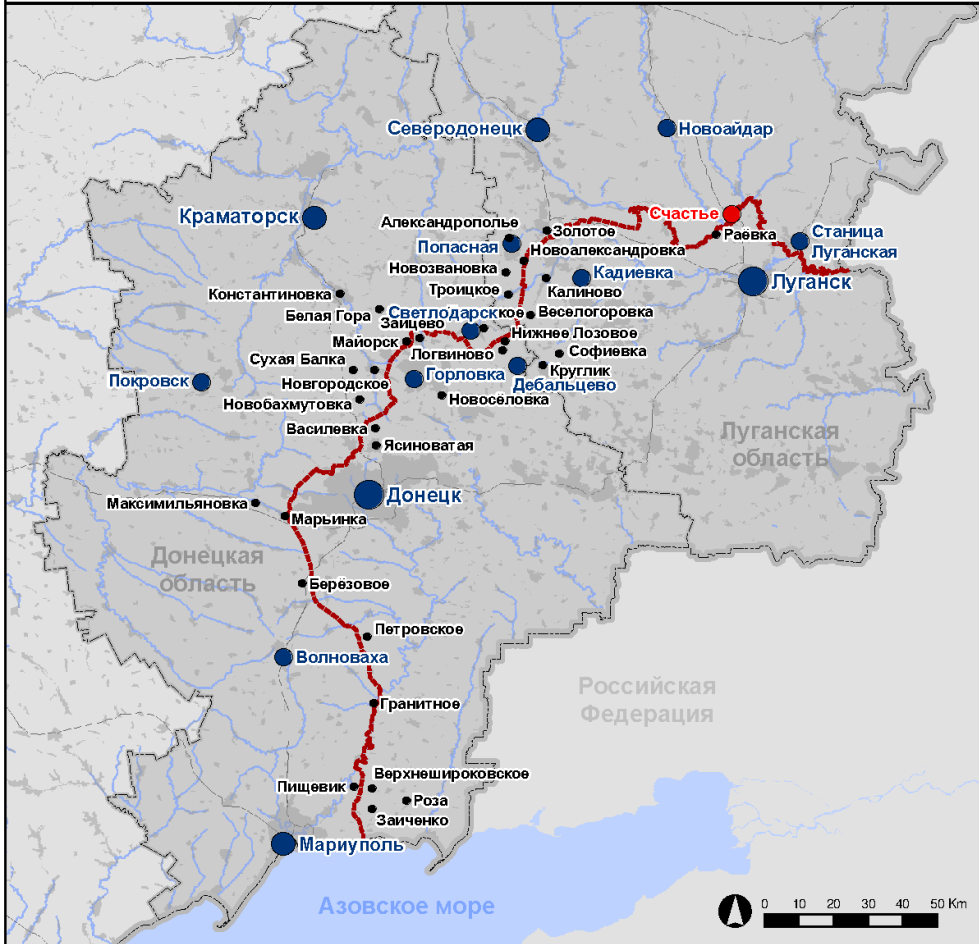 Северодонецк
Новоайдар
Краматорск
Счастье
Александрополье
Золотое
Раёвка
Станица
Луганская
Попасная
Новоалександровка
Новозвановка
Кадиевка
Луганск
Троицкое
Калиново
Константиновка
Белая Гора
Светлодарск
кое
Веселогоровка
Зайцево
Майорск
Нижнее Лозовое
Логвиново
Софиевка
Сухая Балка
Круглик
Покровск
Новгородское
Горловка
Дебальцево
Новобахмутовка
Новосёловка
Василевка
Луганская
область
Ясиноватая
Донецк
Максимильяновка
Марьинка
Донецкая
область
Берёзовое
Петровское
Волноваха
Российская
Федерация
Гранитное
Верхнешироковское
Пищевик
Роза
Заиченко
Мариуполь
Азовское море
0 10 20 30 40 50 Km